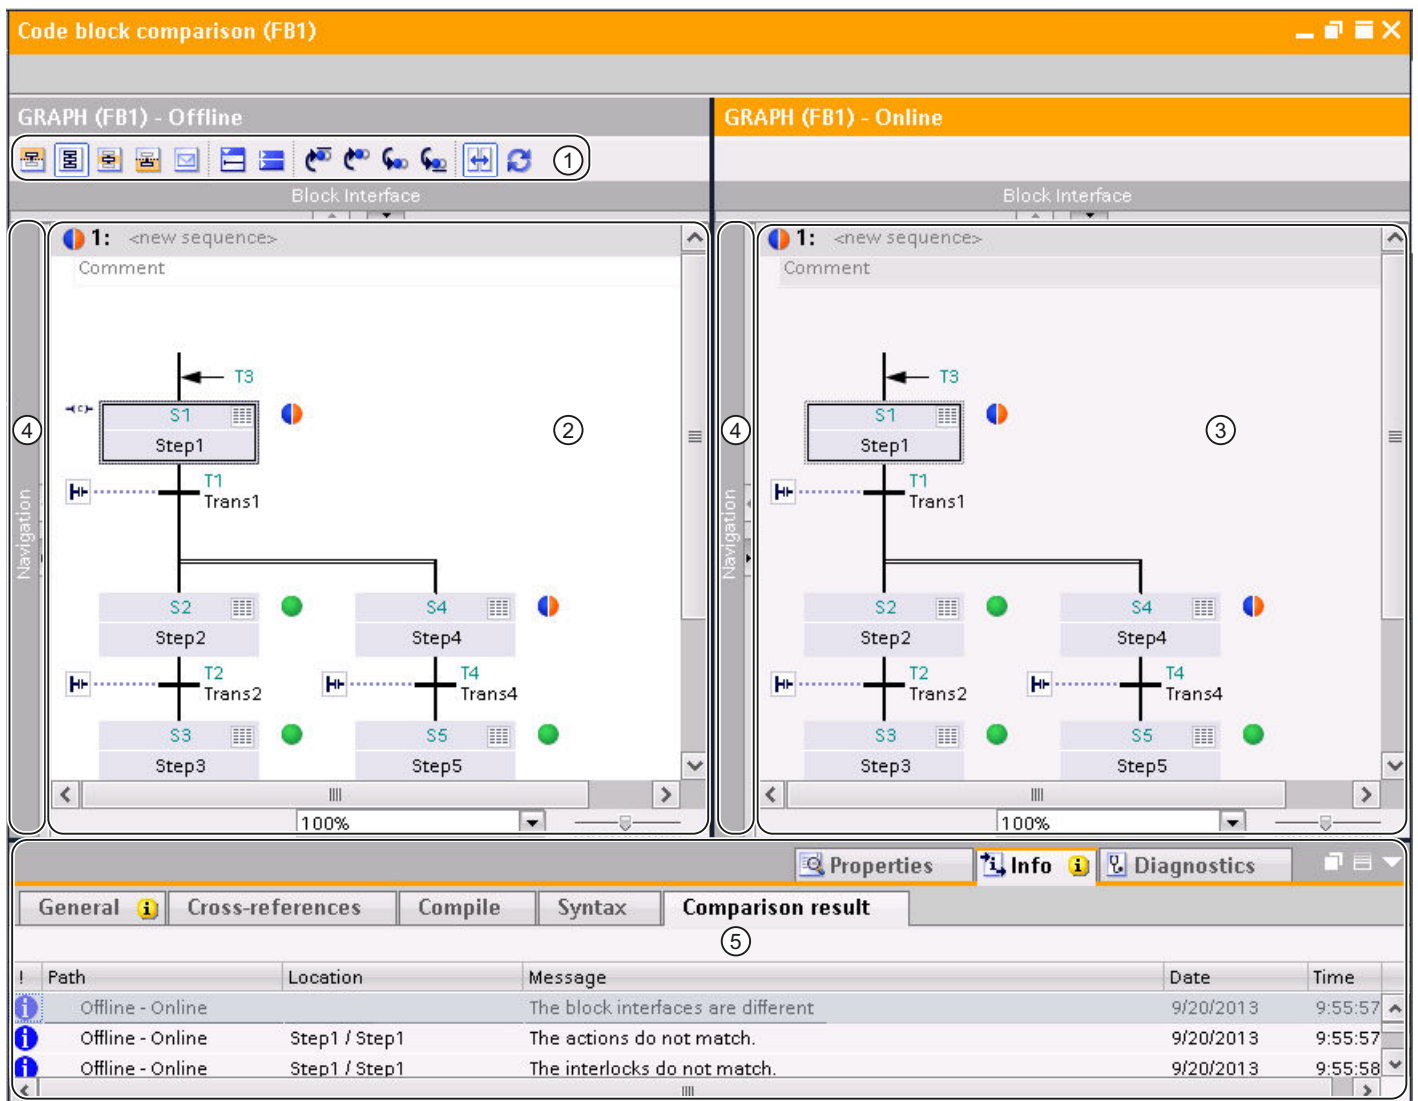 Code block comparison (FB1)
GRAPH (FB1) - Offline
GRAPH (FB1) - Online
1
Block Interface
Block Interface
1: <new sequence>
Comment
T3
S1
Step1
2
T1
Trans1
4
Navigation
S2
Step2
S4
Step4
T2
Trans2
T4
Trans4
S3
Step3
S5
Step5
100%
1: <new sequence>
Comment
T3
S1
Step1
3
T1
Trans1
4
Navigation
S2
Step2
S4
Step4
T2
Trans2
T4
Trans4
S3
Step3
S5
Step5
100%
Properties Info Diagnostics
General Cross-references Compile Syntax Comparison result
5
! Path Location Message Date Time
Offline - Online The block interfaces are different 9/20/2013 9:55:57
Offline - Online Step1 / Step1 The actions do not match. 9/20/2013 9:55:57
Offline - Online Step1 / Step1 The interlocks do not match. 9/20/2013 9:55:58